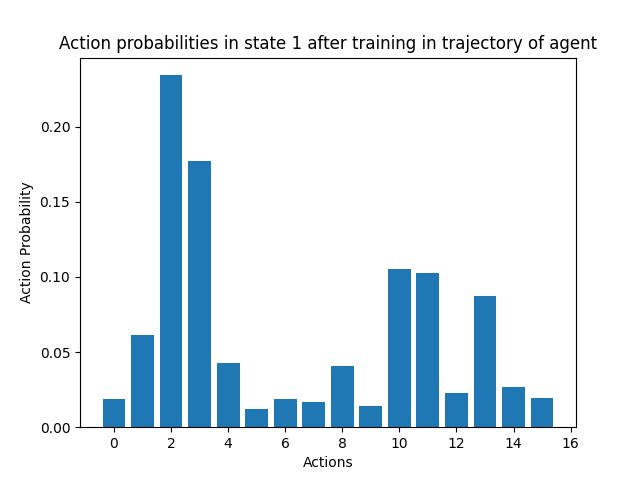 Action probabilities in state 1 after training in trajectory of agent
Action Probability
0.20
0.15
0.10
0.05
0.00
0 2 4 6 8 10 12 14 16
Actions